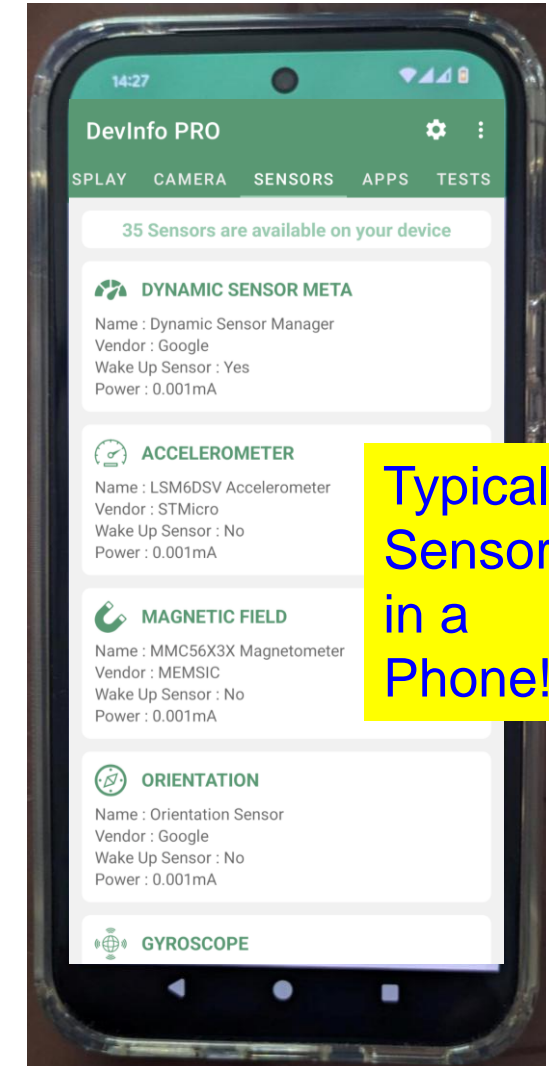 14:27
DevInfo PRO
SPLAY CAMERA SENSORS APPS TESTS
35 Sensors are available on your device
DYNAMIC SENSOR META
Name : Dynamic Sensor Manager
Vendor : Google
Wake Up Sensor : Yes
Power : 0.001mA
ACCELEROMETER
Name : LSM6DSV Accelerometer
Vendor : STMicro
Wake Up Sensor : No
Power : 0.001mA
Typical
Sensor
in a
Phone!
MAGNETIC FIELD
Name : MMC56X3X Magnetometer
Vendor : MEMSIC
Wake Up Sensor : No
Power : 0.001mA
ORIENTATION
Name : Orientation Sensor
Vendor : Google
Wake Up Sensor : No
Power : 0.001mA
GYROSCOPE